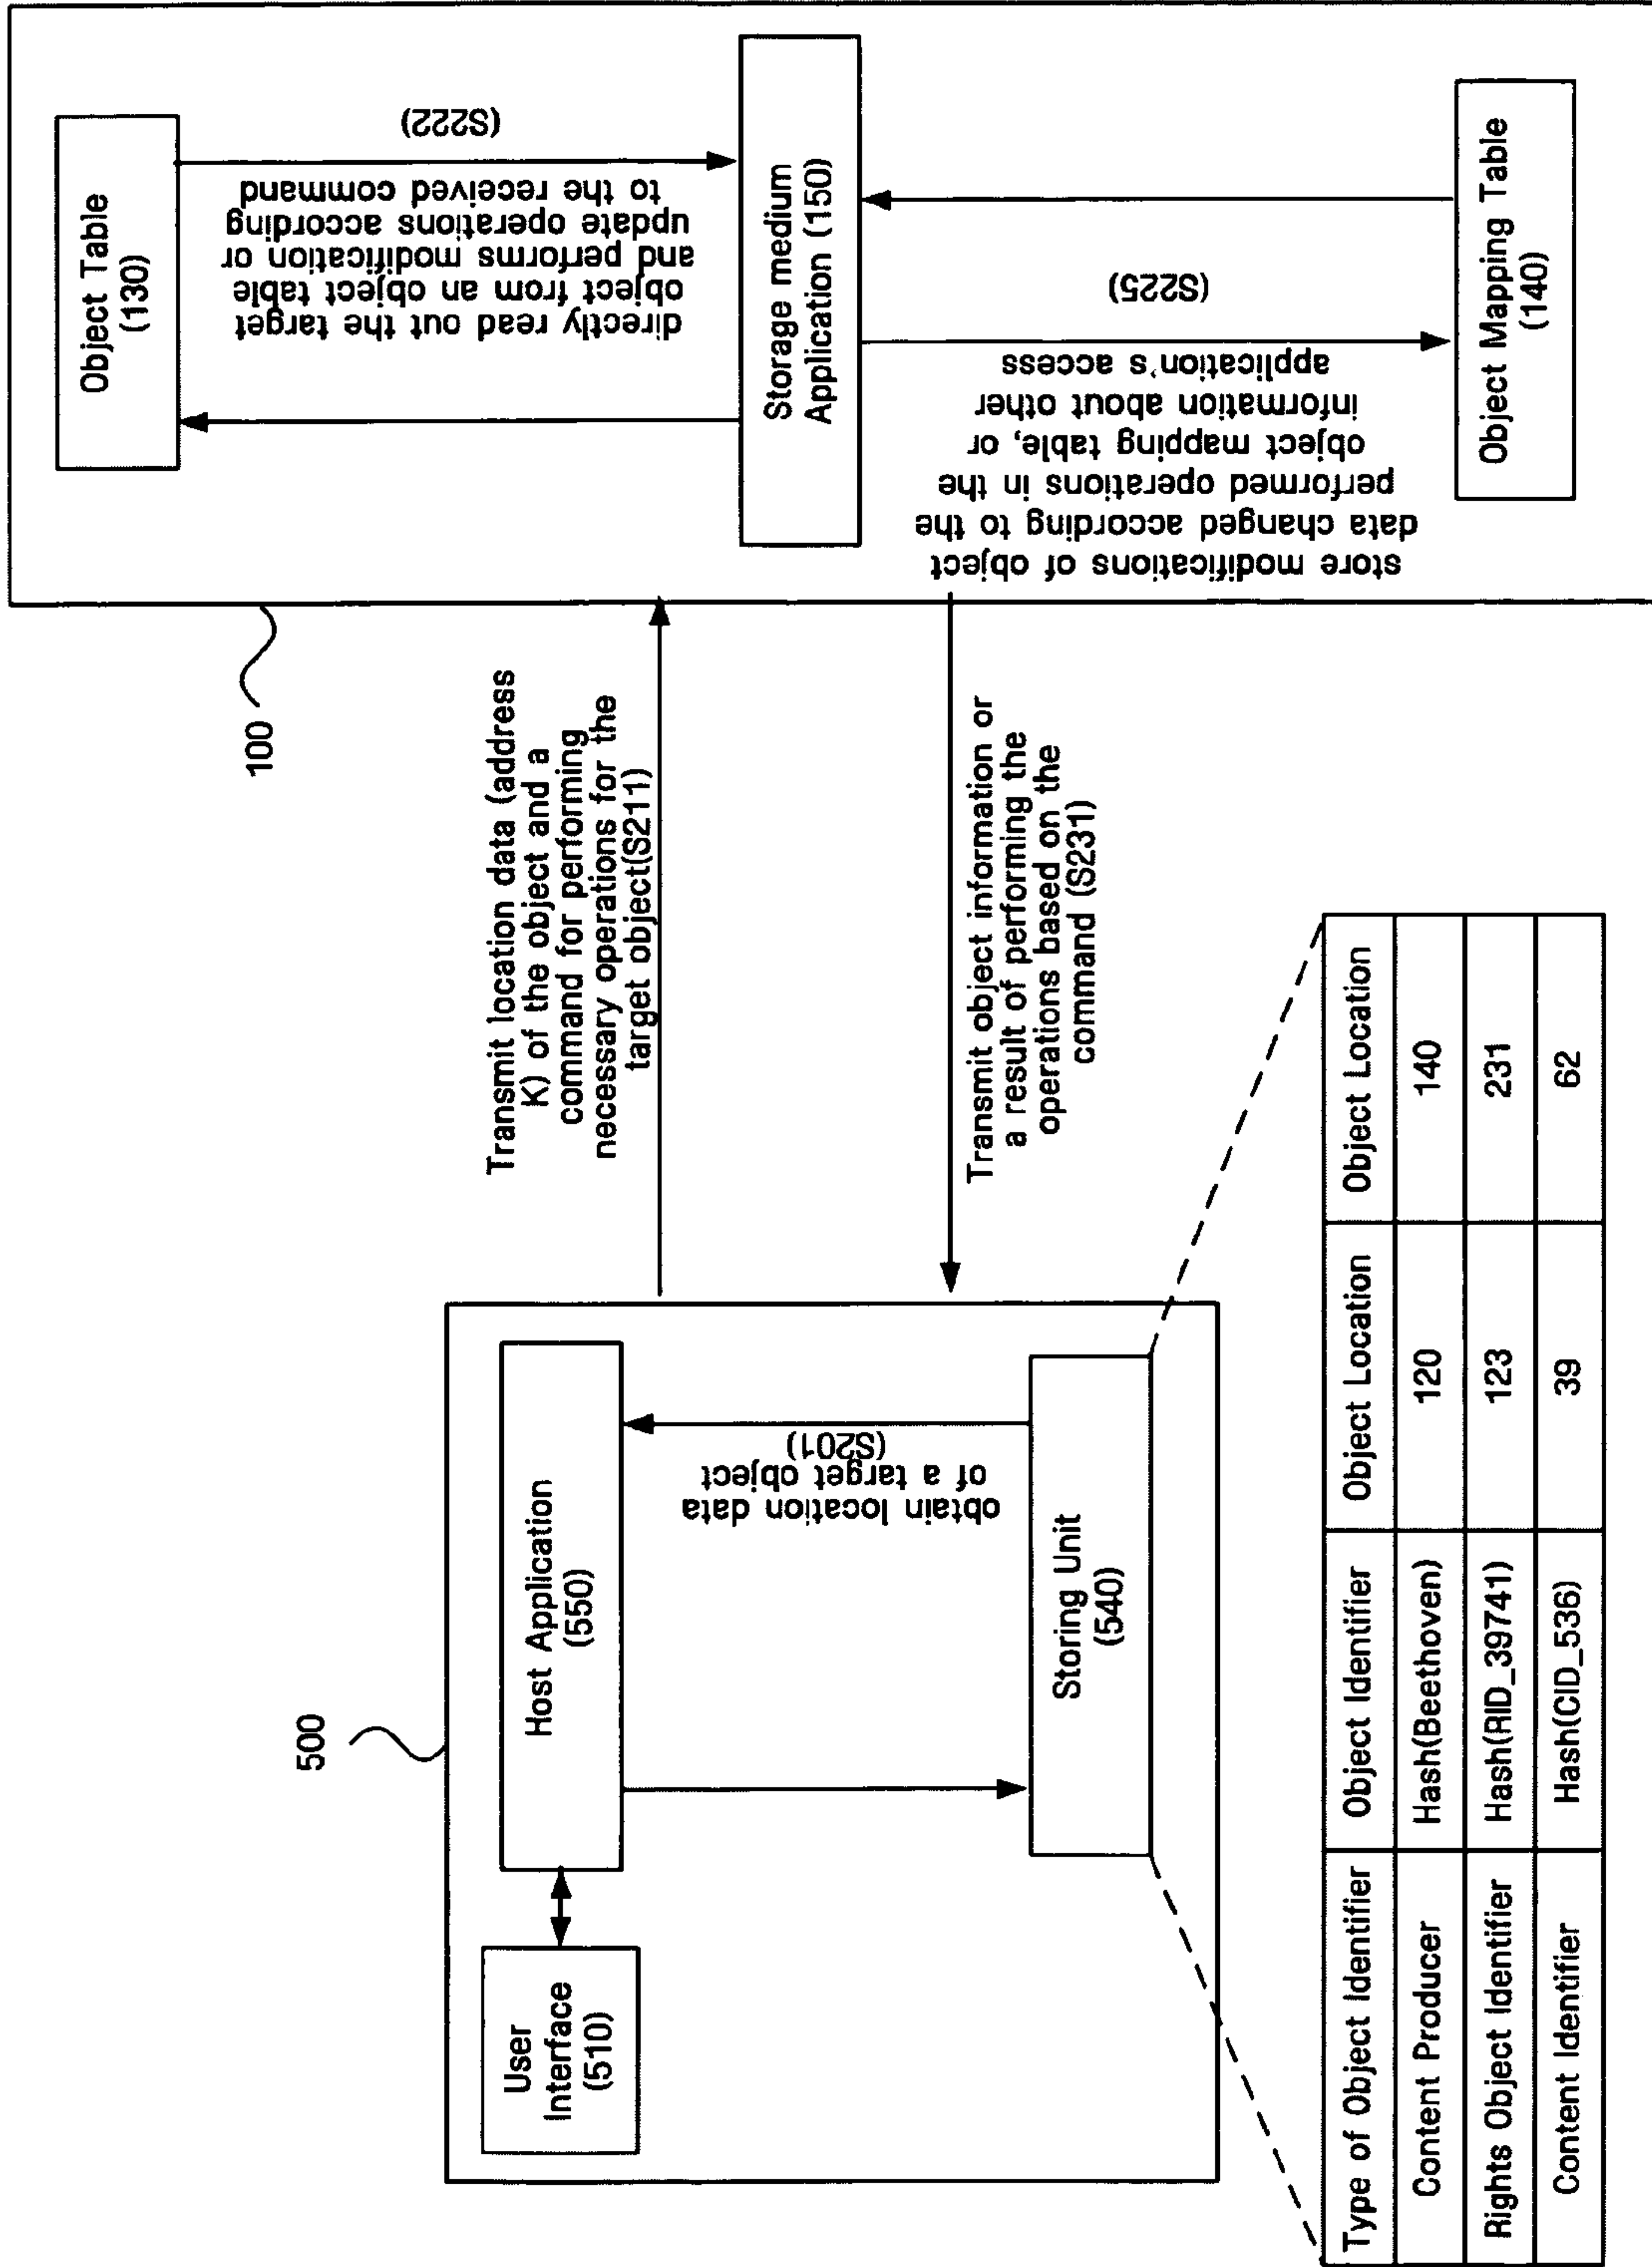 500
User
Interface
(510)
Host Application
(550)
obtain location data
of a target object
(S201)
Storing Unit
(540)
Transmit location data (address
K) of the object and a
command for performing
necessary operations for the
target object(S211)
Transmit object information or
a result of performing the
operations based on the
command (S231)
100
Object Table
(130)
directly read out the target
object from an object table
and performs modification or
update operations according
to the received command
(S222)
Storage medium
Application (150)
store modifications of object
data changed according to the
performed operations in the
object mapping table, or
information about other
application's access
(S225)
Object Mapping Table
(140)
Type of Object Identifier Object Identifier Object Location Object Location
Content Producer Hash(Beethoven) 120 140
Rights Object Identifier Hash(RID_39741) 123 231
Content Identifier Hash(CID_536) 39 62